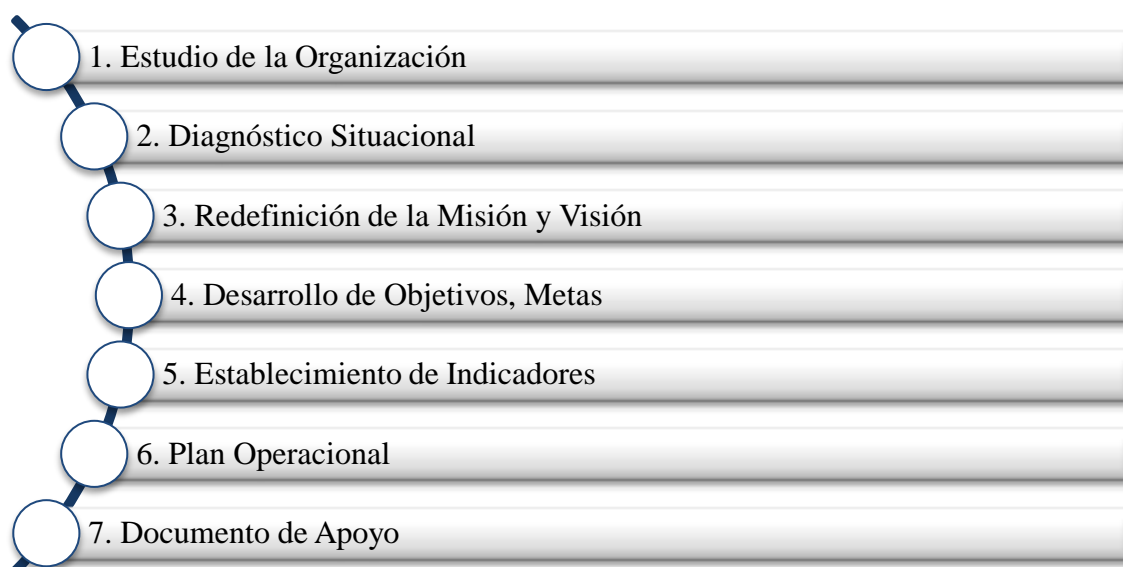 1. Estudio de la Organización
2. Diagnóstico Situacional
3. Redefinición de la Misión y Visión
4. Desarrollo de Objetivos, Metas
5. Establecimiento de Indicadores
6. Plan Operacional
7. Documento de Apoyo